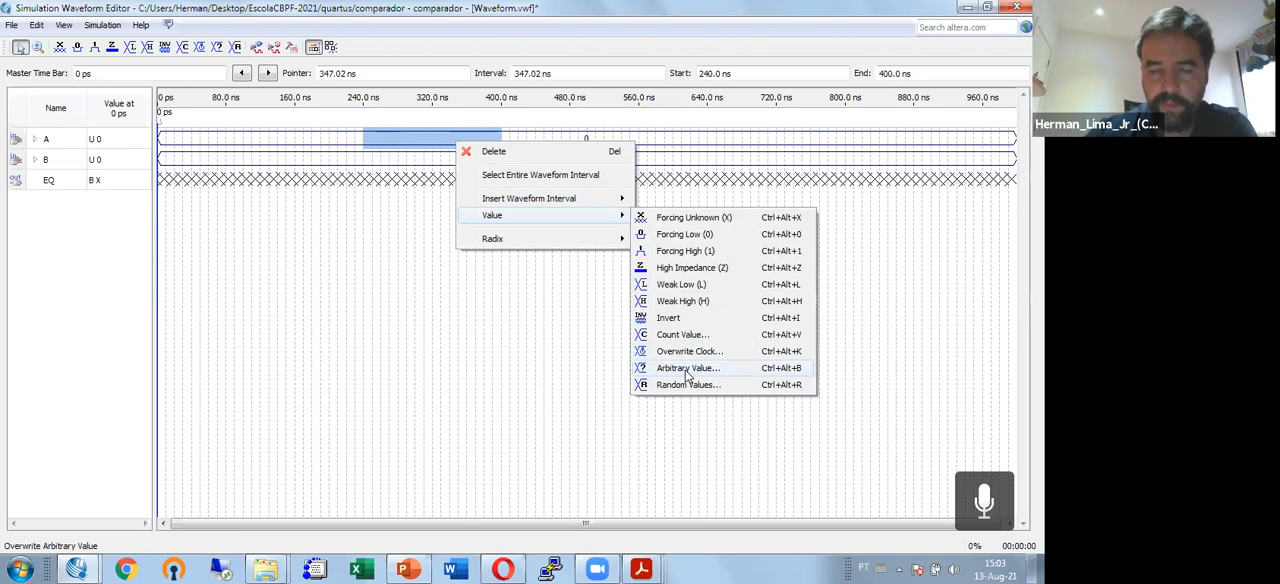 Simulation Waveform Editor - C:/Users/Herman/Desktop/EscolaCBPF-2021/quartus/comparador - comparador - [Waveform.vwf]*
File Edit View Simulation Help
Search altera.com
Master Time Bar: 0 ps
Pointer: 347.02 ns
Interval: 347.02 ns
Start: 240.0 ns
End: 400.0 ns
Name
Value at
0 ps
0 ps 80.0 ns 160.0 ns 240.0 ns 320.0 ns 400.0 ns 480.0 ns 560.0 ns 640.0 ns 720.0 ns 800.0 ns 880.0 ns 960.0 ns
0 ps
A U 0
0
B U 0
EQ B X
Delete Del
Select Entire Waveform Interval
Insert Waveform Interval
Value
Radix
Forcing Unknown (X) Ctrl+Alt+X
Forcing Low (0) Ctrl+Alt+0
Forcing High (1) Ctrl+Alt+1
High Impedance (Z) Ctrl+Alt+Z
Weak Low (L) Ctrl+Alt+L
Weak High (H) Ctrl+Alt+H
Invert Ctrl+Alt+I
Count Value... Ctrl+Alt+V
Overwrite Clock... Ctrl+Alt+K
Arbitrary Value... Ctrl+Alt+B
Random Values... Ctrl+Alt+R
Overwrite Arbitrary Value
0% 00:00:00
PT
15:03
13-Aug-21
Herman_Lima_Jr_(C...